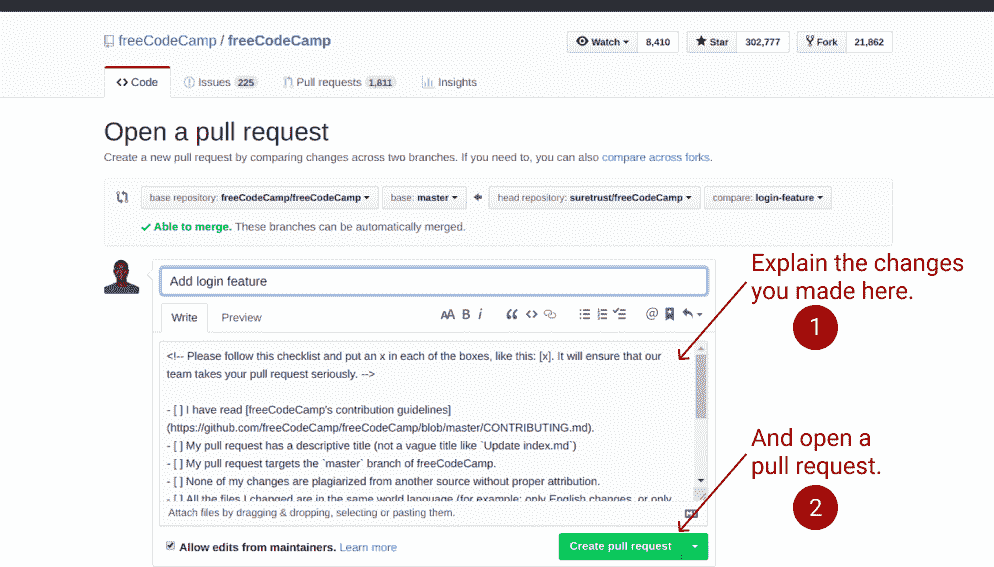 freeCodeCamp / freeCodeCamp
Watch 8,410 Star 302,777 Fork 21,862
Code Issues 225 Pull requests 1,811 Insights
Open a pull request
Create a new pull request by comparing changes across two branches. If you need to, you can also compare across forks.
base repository: freeCodeCamp/freeCodeCamp base: master head repository: suretrust/freeCodeCamp compare: login-feature
Able to merge. These branches can be automatically merged.
Add login feature
Write Preview
AA B i
<!-- Please follow this checklist and put an x in each of the boxes, like this: [x]. It will ensure that our
team takes your pull request seriously. -->
- [ ] I have read [freeCodeCamp's contribution guidelines]
(https://github.com/freeCodeCamp/freeCodeCamp/blob/master/CONTRIBUTING.md).
- [ ] My pull request has a descriptive title (not a vague title like `Update index.md`)
- [ ] My pull request targets the `master` branch of freeCodeCamp.
- [ ] None of my changes are plagiarized from another source without proper attribution.
- [ ] All the files I changed are in the same world language (for example: only English changes, or only
Attach files by dragging & dropping, selecting or pasting them.
Allow edits from maintainers. Learn more
Create pull request
Explain the changes
you made here.
1
And open a
pull request.
2